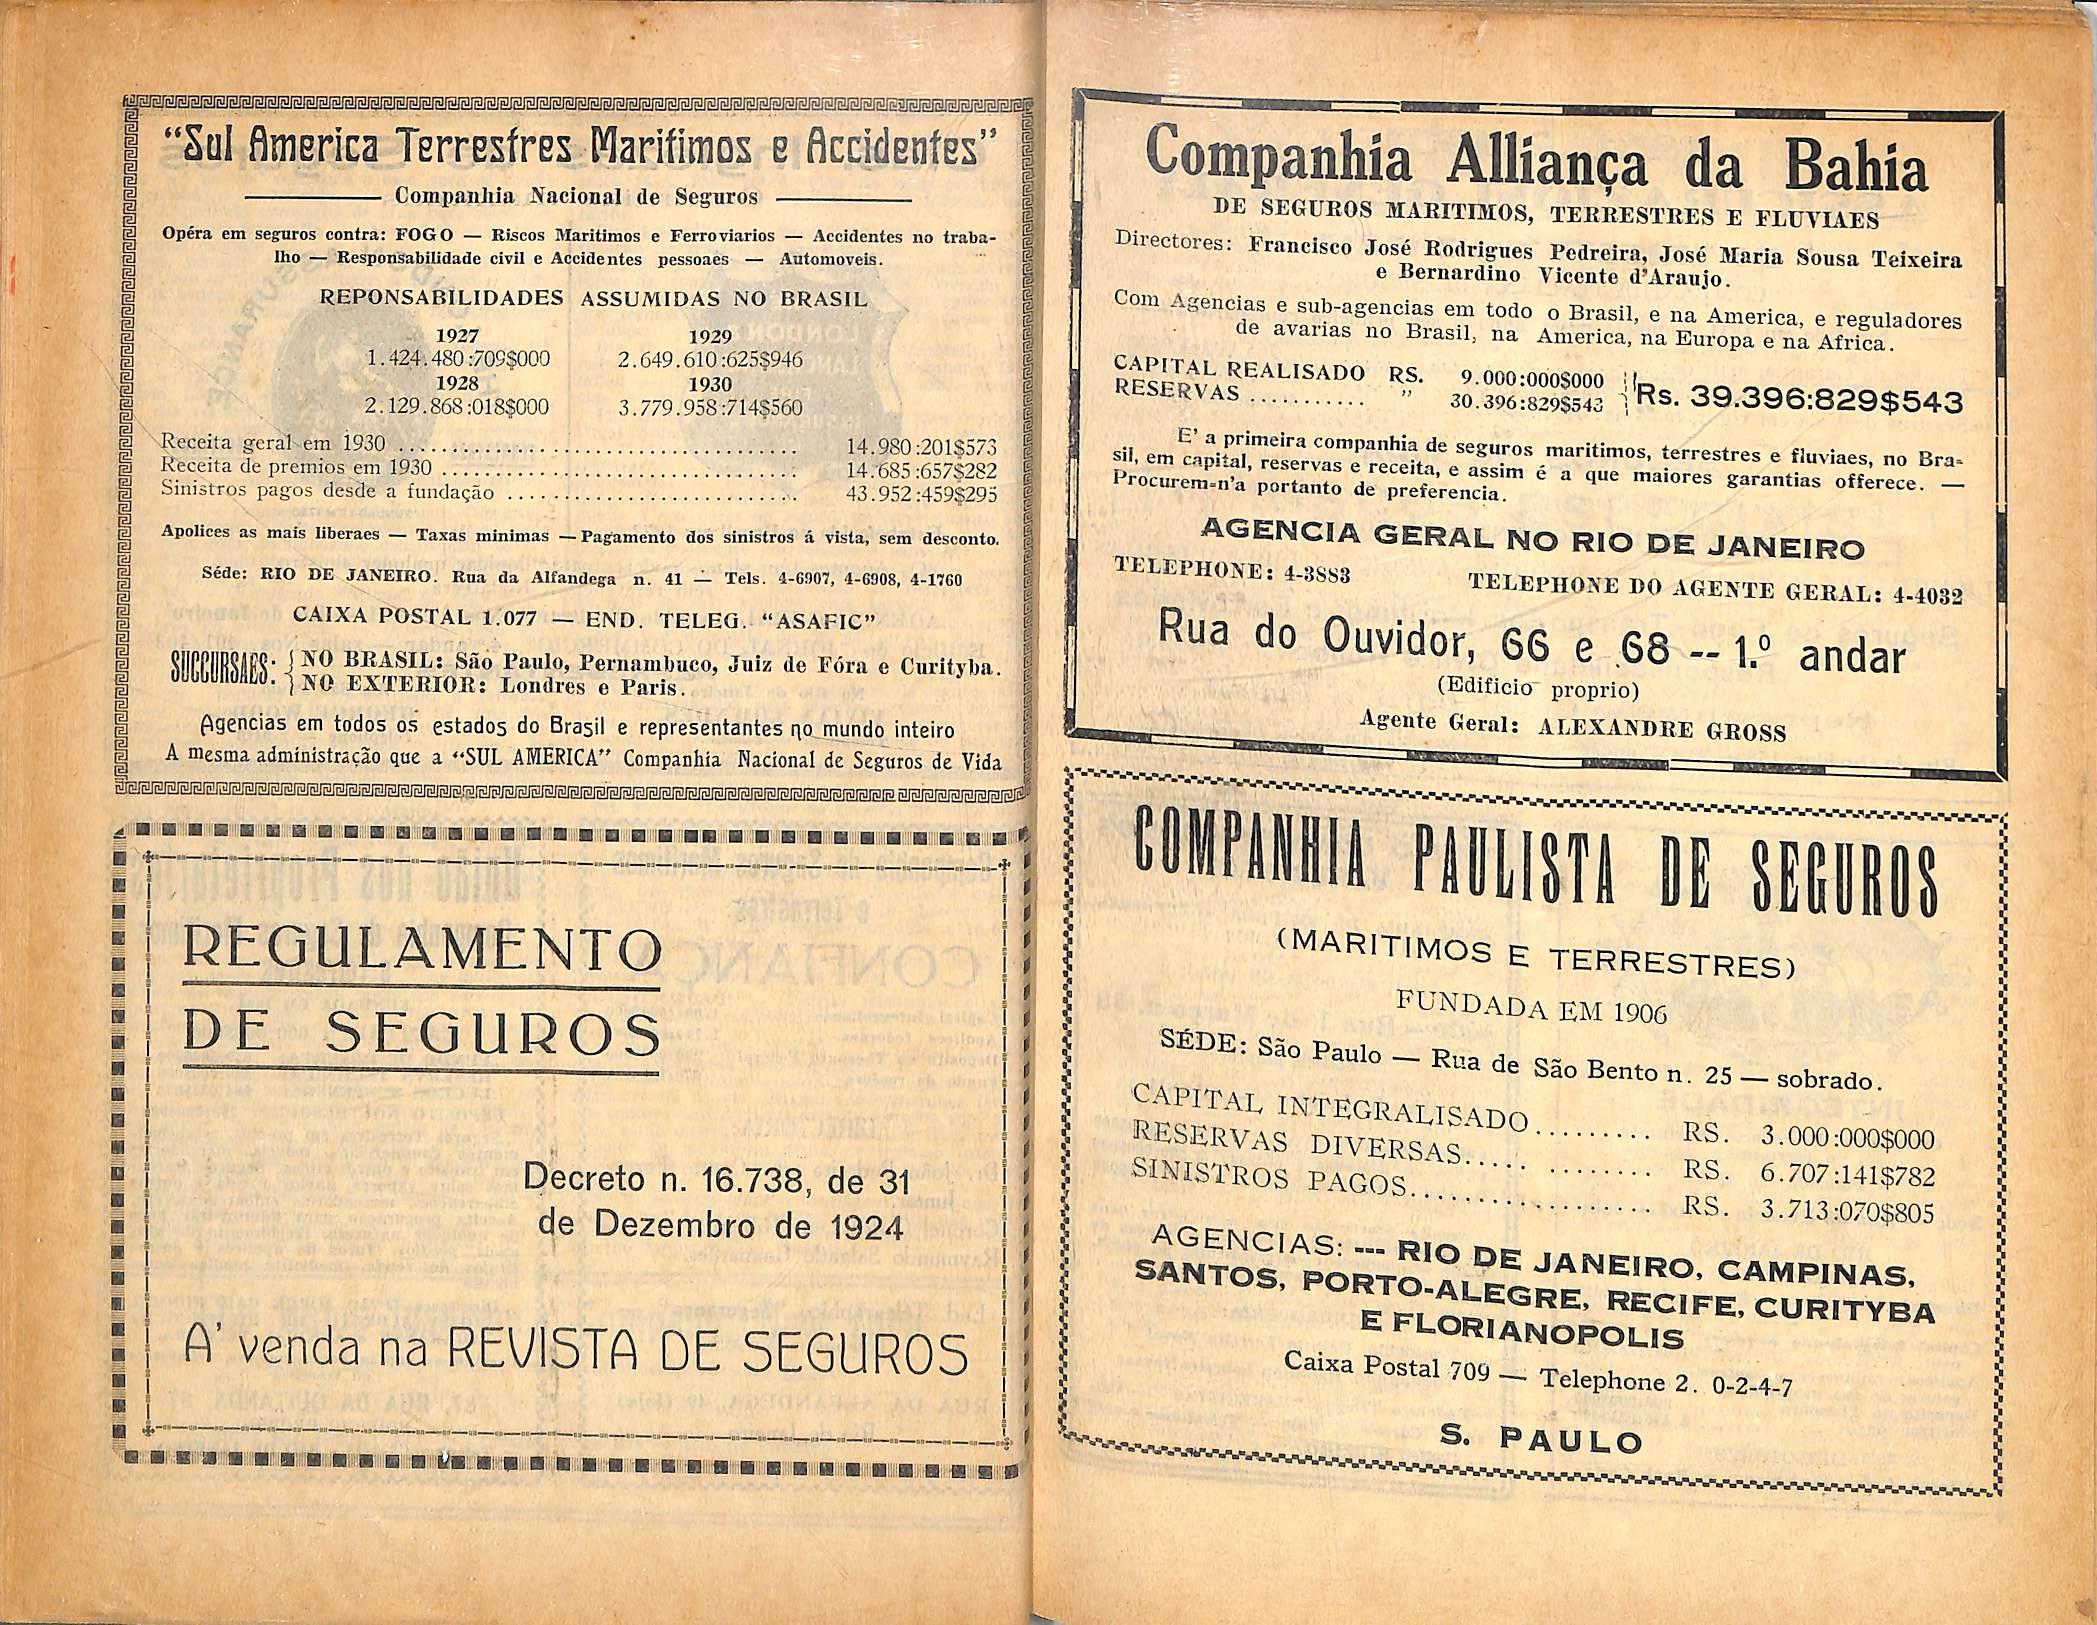 “Sul America Terrestres Maritimos e Accidentes”
Companhia Nacional de Seguros
Opéra em seguros contra: FOGO — Riscos Maritimos e Ferroviarios — Accidentes no traba-
lho — Responsabilidade civil e Accidentes pessoaes — Automoveis.
REPONSABILIDADES ASSUMIDAS NO BRASIL
1927 1929
1.424.480:709$000 2.649.610:625$946
1928 1930
2.129.868:018$000 3.779.958:714$560
Receita geral em 1930 ........ 14.980:201$573
Receita de premios em 1930 ........ 14.685:657$282
Sinistros pagos desde a fundação ........ 43.952:459$295
Apolices as mais liberaes — Taxas minimas — Pagamento dos sinistros á vista, sem desconto.
Séde: RIO DE JANEIRO. Rua da Alfandega n. 41 — Tels. 4-6907, 4-6908, 4-1760
CAIXA POSTAL 1.077 — END. TELEG. “ASAFIC”
SUCCURSAES: { NO BRASIL: São Paulo, Pernambuco, Juiz de Fóra e Curityba.
NO EXTERIOR: Londres e Paris.
Agencias em todos os estados do Brasil e representantes no mundo inteiro
A mesma administração que a “SUL AMERICA” Companhia Nacional de Seguros de Vida
REGULAMENTO
DE SEGUROS
Decreto n. 16.738, de 31
de Dezembro de 1924
A' venda na REVISTA DE SEGUROS
Companhia Alliança da Bahia
DE SEGUROS MARITIMOS, TERRESTRES E FLUVIAES
Directores: Francisco José Rodrigues Pedreira, José Maria Sousa Teixeira
e Bernardino Vicente d'Araujo.
Com Agencias e sub-agencias em todo o Brasil, e na America, e reguladores
de avarias no Brasil, na America, na Europa e na Africa.
CAPITAL REALISADO RS. 9.000:000$000
RESERVAS ........... ” 30.396:829$543 } Rs. 39.396:829$543
E' a primeira companhia de seguros maritimos, terrestres e fluviaes, no Bra-
sil, em capital, reservas e receita, e assim é a que maiores garantias offerece. —
Procurem-n'a portanto de preferencia.
AGENCIA GERAL NO RIO DE JANEIRO
TELEPHONE: 4-3883 TELEPHONE DO AGENTE GERAL: 4-4032
Rua do Ouvidor, 66 e 68 -- 1.º andar
(Edificio proprio)
Agente Geral: ALEXANDRE GROSS
COMPANHIA PAULISTA DE SEGUROS
(MARITIMOS E TERRESTRES)
FUNDADA EM 1906
SÉDE: São Paulo — Rua de São Bento n. 25 — sobrado.
CAPITAL INTEGRALISADO......... RS. 3.000:000$000
RESERVAS DIVERSAS..... ........ RS. 6.707:141$782
SINISTROS PAGOS................. RS. 3.713:070$805
AGENCIAS: --- RIO DE JANEIRO, CAMPINAS,
SANTOS, PORTO-ALEGRE, RECIFE, CURITYBA
E FLORIANOPOLIS
Caixa Postal 709 — Telephone 2. 0-2-4-7
S. PAULO